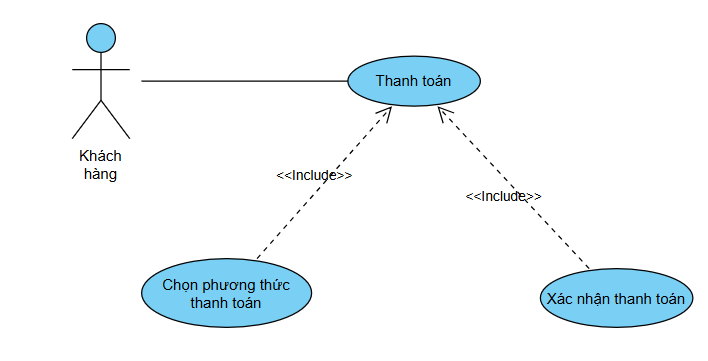 Thanh toán
Khách
hàng
<<Include>>
<<Include>>
Chọn phương thức
thanh toán
Xác nhận thanh toán